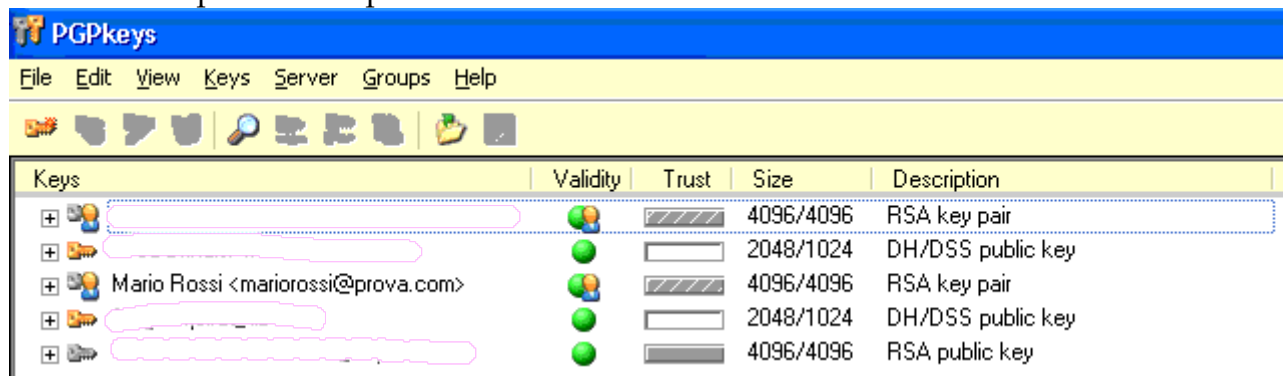 PGPkeys
File Edit View Keys Server Groups Help
Keys Validity Trust Size Description
4096/4096 RSA key pair
2048/1024 DH/DSS public key
Mario Rossi <mariorossi@prova.com> 4096/4096 RSA key pair
2048/1024 DH/DSS public key
4096/4096 RSA public key